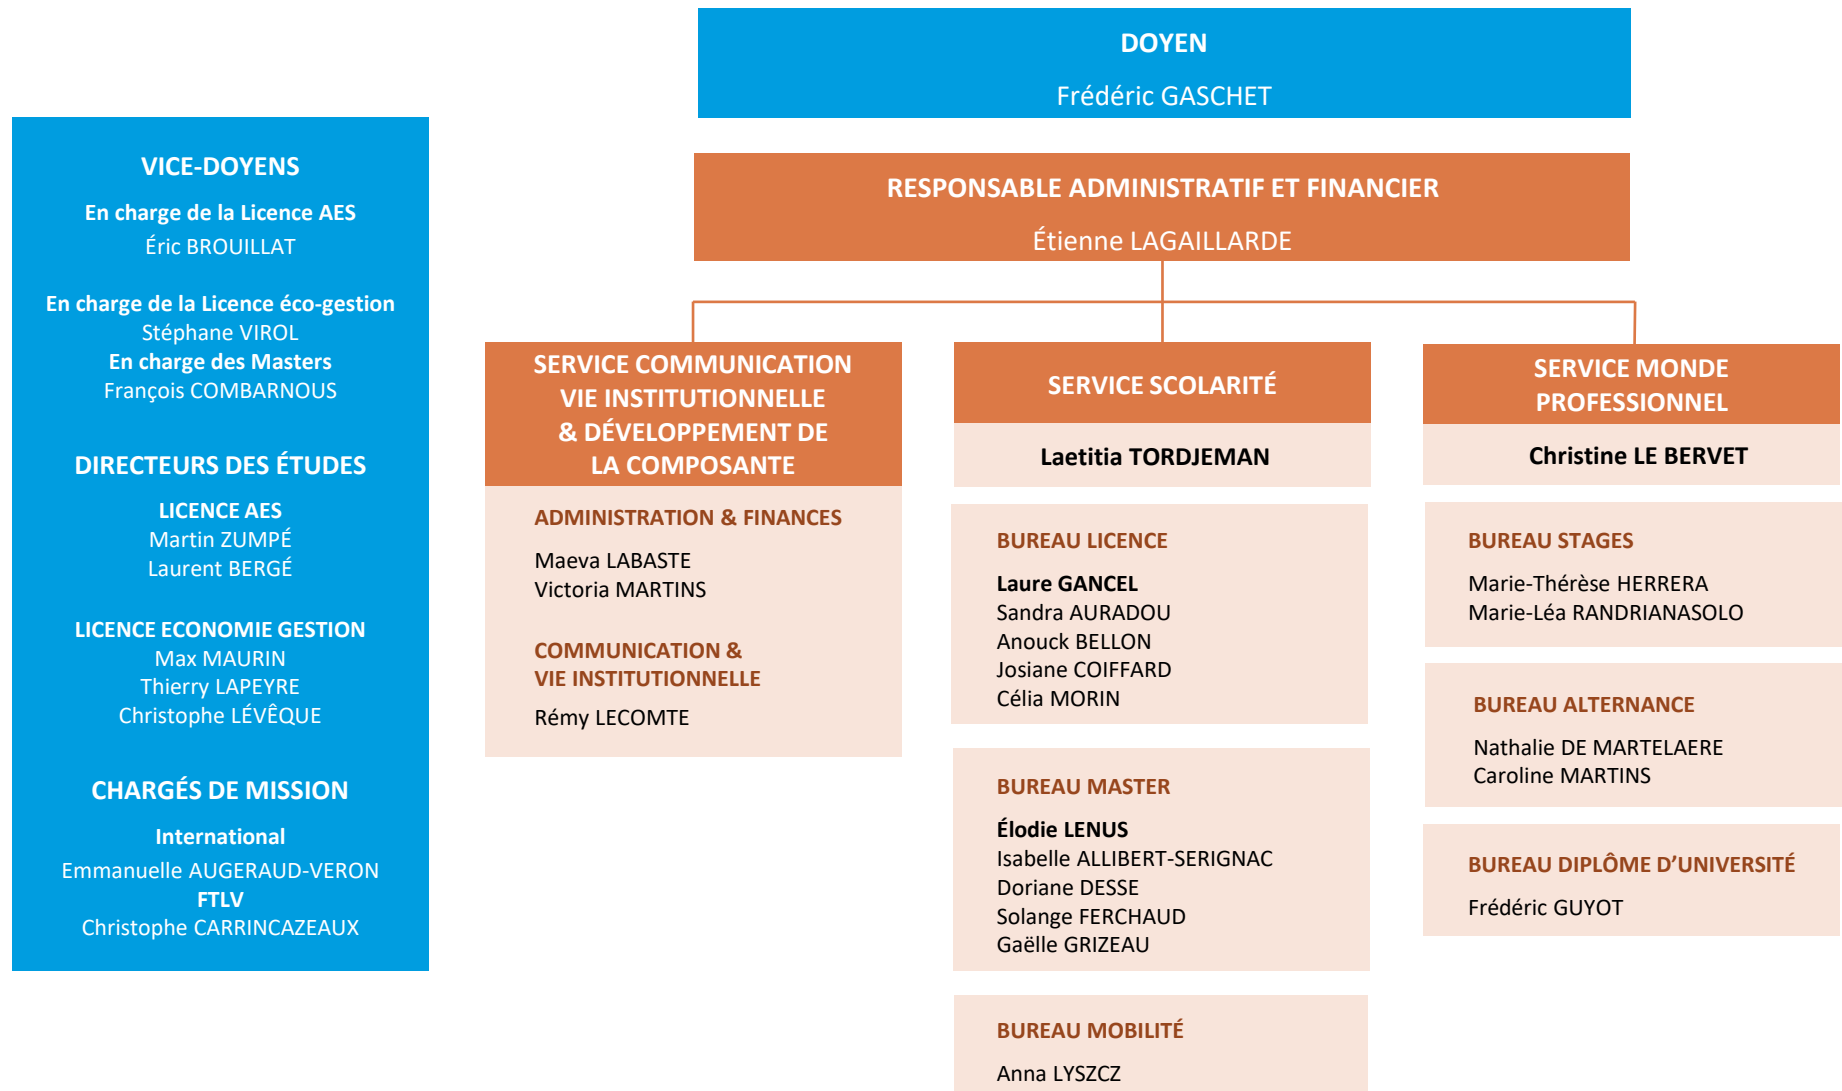 DOYEN
Frédéric GASCHET
VICE-DOYENS
En charge de la Licence AES
Éric BROUILLAT
En charge de la Licence éco-gestion
Stéphane VIROL
En charge des Masters
François COMBARNOUS
DIRECTEURS DES ÉTUDES
LICENCE AES
Martin ZUMPÉ
Laurent BERGÉ
LICENCE ECONOMIE GESTION
Max MAURIN
Thierry LAPEYRE
Christophe LÉVÊQUE
CHARGÉS DE MISSION
International
Emmanuelle AUGERAUD-VERON
FTLV
Christophe CARRINCAZEAUX
RESPONSABLE ADMINISTRATIF ET FINANCIER
Étienne LAGAILLARDE
SERVICE COMMUNICATION
VIE INSTITUTIONNELLE
& DÉVELOPPEMENT DE
LA COMPOSANTE
ADMINISTRATION & FINANCES
Maeva LABASTE
Victoria MARTINS
COMMUNICATION &
VIE INSTITUTIONNELLE
Rémy LECOMTE
SERVICE SCOLARITÉ
Laetitia TORDJEMAN
BUREAU LICENCE
Laure GANCEL
Sandra AURADOU
Anouck BELLON
Josiane COIFFARD
Célia MORIN
BUREAU MASTER
Élodie LENUS
Isabelle ALLIBERT-SERIGNAC
Doriane DESSE
Solange FERCHAUD
Gaëlle GRIZEAU
BUREAU MOBILITÉ
Anna LYSZCZ
SERVICE MONDE
PROFESSIONNEL
Christine LE BERVET
BUREAU STAGES
Marie-Thérèse HERRERA
Marie-Léa RANDRIANASOLO
BUREAU ALTERNANCE
Nathalie DE MARTELAERE
Caroline MARTINS
BUREAU DIPLÔME D’UNIVERSITÉ
Frédéric GUYOT